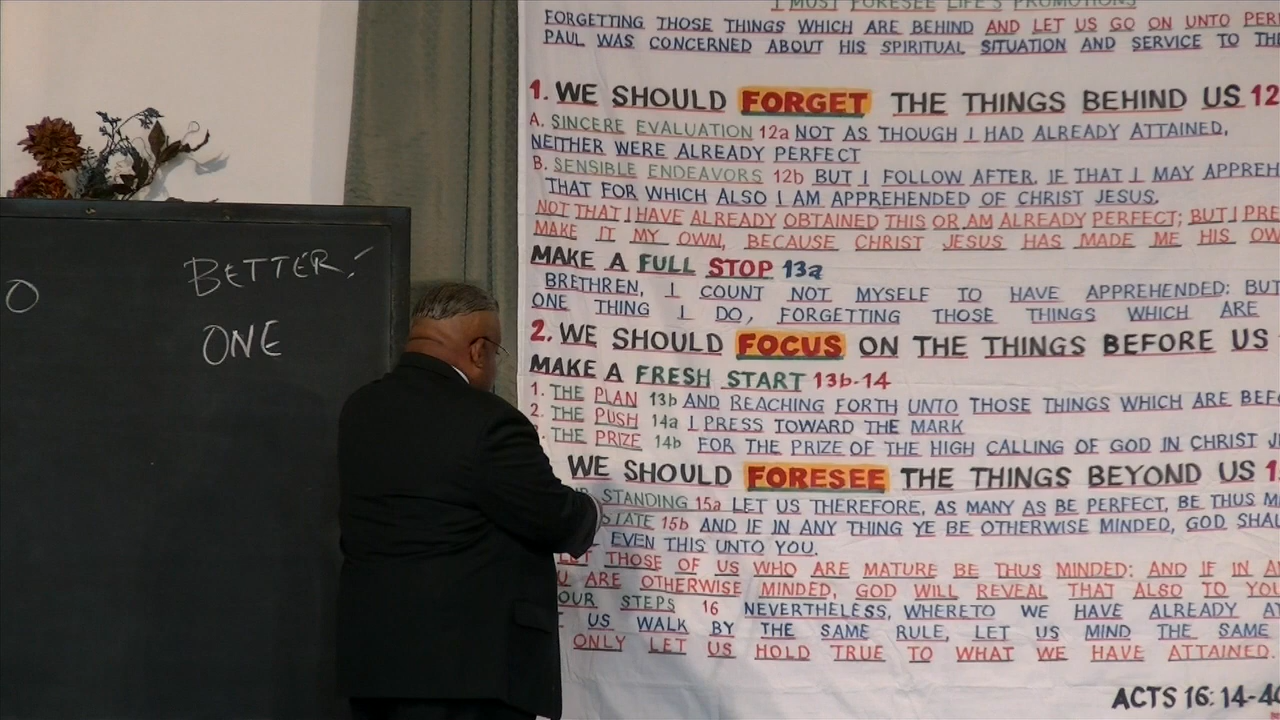 O
BETTER!
ONE
I MUST FORESEE LIFE'S PROMOTIONS
FORGETTING THOSE THINGS WHICH ARE BEHIND AND LET US GO ON UNTO
PAUL WAS CONCERNED ABOUT HIS SPIRITUAL SITUATION AND SERVICE TO
1. WE SHOULD FORGET THE THINGS BEHIND US 12
A. SINCERE EVALUATION 12a NOT AS THOUGH I HAD ALREADY ATTAINED,
NEITHER WERE ALREADY PERFECT
B. SENSIBLE ENDEAVORS 12b BUT I FOLLOW AFTER, IF THAT I MAY
THAT FOR WHICH ALSO I AM APPREHENDED OF CHRIST JESUS.
NOT THAT I HAVE ALREADY OBTAINED THIS OR AM ALREADY PERFECT; BUT I
MAKE IT MY OWN, BECAUSE CHRIST JESUS HAS MADE ME HIS
MAKE A FULL STOP 13a
BRETHREN, I COUNT NOT MYSELF TO HAVE APPREHENDED: BUT
ONE THING I DO, FORGETTING THOSE THINGS WHICH ARE
2. WE SHOULD FOCUS ON THE THINGS BEFORE US
MAKE A FRESH START 13b-14
1. THE PLAN 13b AND REACHING FORTH UNTO THOSE THINGS WHICH ARE
2. THE PUSH 14a I PRESS TOWARD THE MARK
THE PRIZE 14b FOR THE PRIZE OF THE HIGH CALLING OF GOD IN CHRIST
WE SHOULD FORESEE THE THINGS BEYOND US
STANDING 15a LET US THEREFORE, AS MANY AS BE PERFECT, BE THUS
15b AND IF IN ANY THING YE BE OTHERWISE MINDED, GOD
EVEN THIS UNTO YOU.
THOSE OF US WHO ARE MATURE BE THUS MINDED: AND IF IN
ARE OTHERWISE MINDED, GOD WILL REVEAL THAT ALSO TO
OUR STEPS 16 NEVERTHELESS, WHERETO WE HAVE ALREADY
US WALK BY THE SAME RULE, LET US MIND THE SAME
ONLY LET US HOLD TRUE TO WHAT WE HAVE ATTAINED.
ACTS 16: 14-40